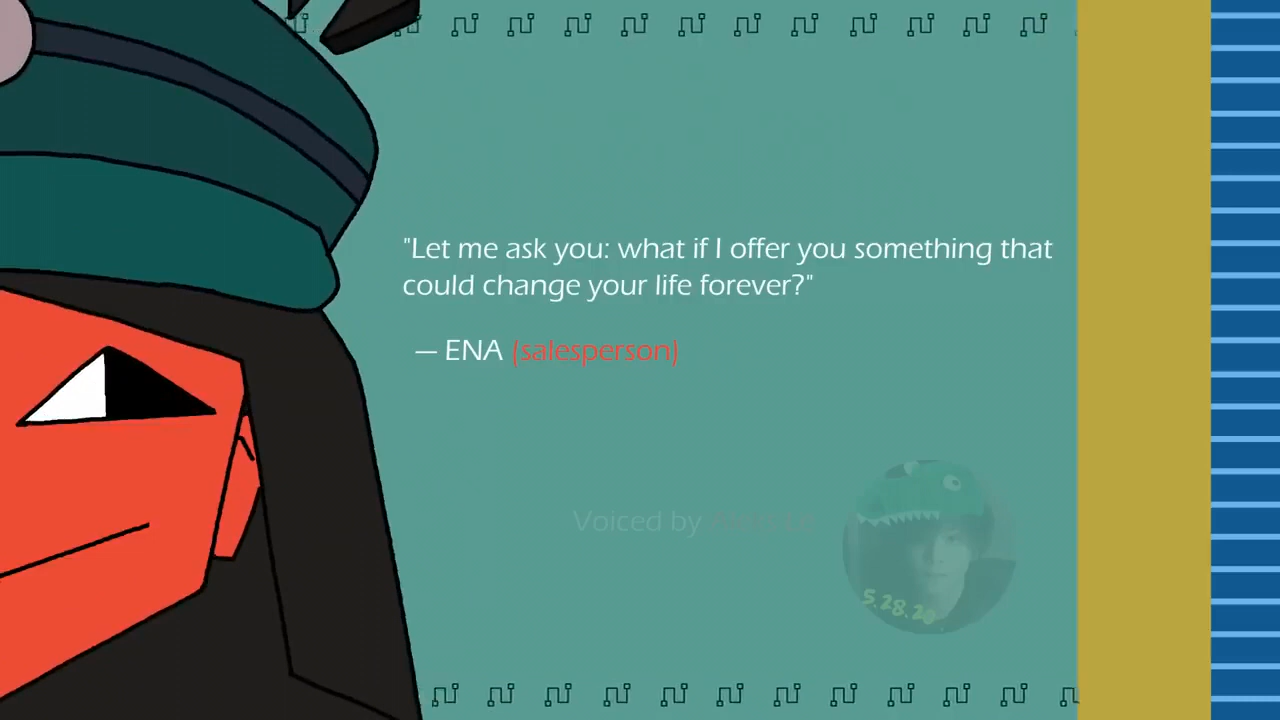 "Let me ask you: what if I offer you something that
could change your life forever?"
— ENA (salesperson)
Voiced by
5.28.20